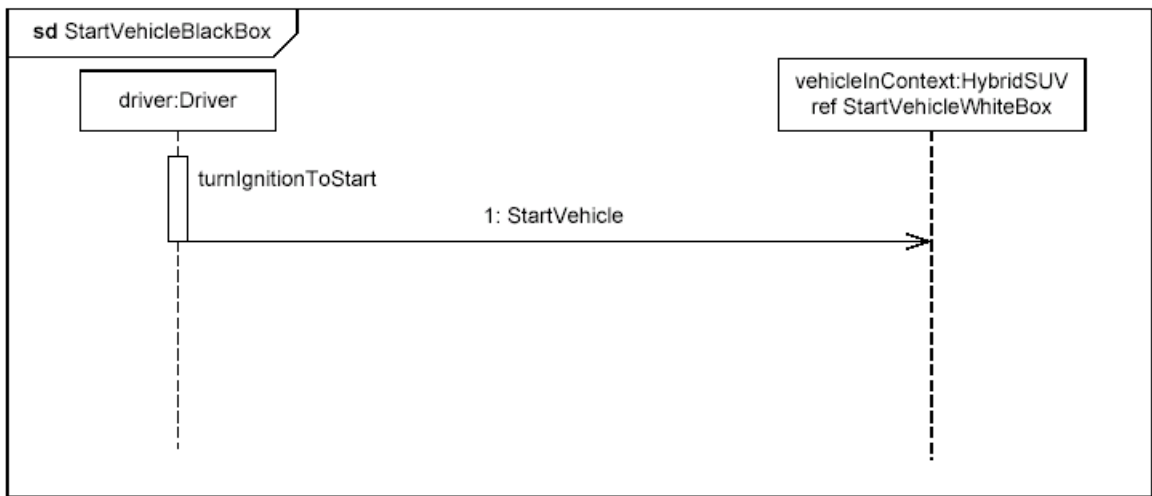 sd StartVehicleBlackBox
driver:Driver
vehicleInContext:HybridSUV
ref StartVehicleWhiteBox
turnIgnitionToStart
1: StartVehicle